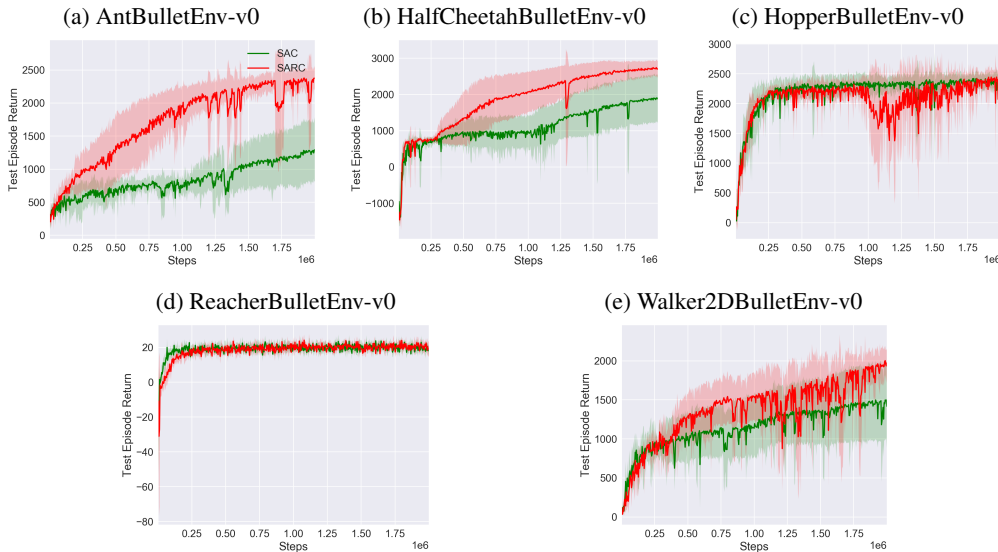 (a) AntBulletEnv-v0
(b) HalfCheetahBulletEnv-v0
(c) HopperBulletEnv-v0
Test Episode Return
2500
2000
1500
1000
500
0
SAC
SARC
0.25 0.50 0.75 1.00 1.25 1.50 1.75
Steps
1e6
Test Episode Return
3000
2000
1000
0
−1000
0.25 0.50 0.75 1.00 1.25 1.50 1.75
Steps
1e6
Test Episode Return
3000
2500
2000
1500
1000
500
0
0.25 0.50 0.75 1.00 1.25 1.50 1.75
Steps
1e6
(d) ReacherBulletEnv-v0
(e) Walker2DBulletEnv-v0
Test Episode Return
20
0
−20
−40
−60
−80
0.25 0.50 0.75 1.00 1.25 1.50 1.75
Steps
1e6
Test Episode Return
2000
1500
1000
500
0
0.25 0.50 0.75 1.00 1.25 1.50 1.75
Steps
1e6